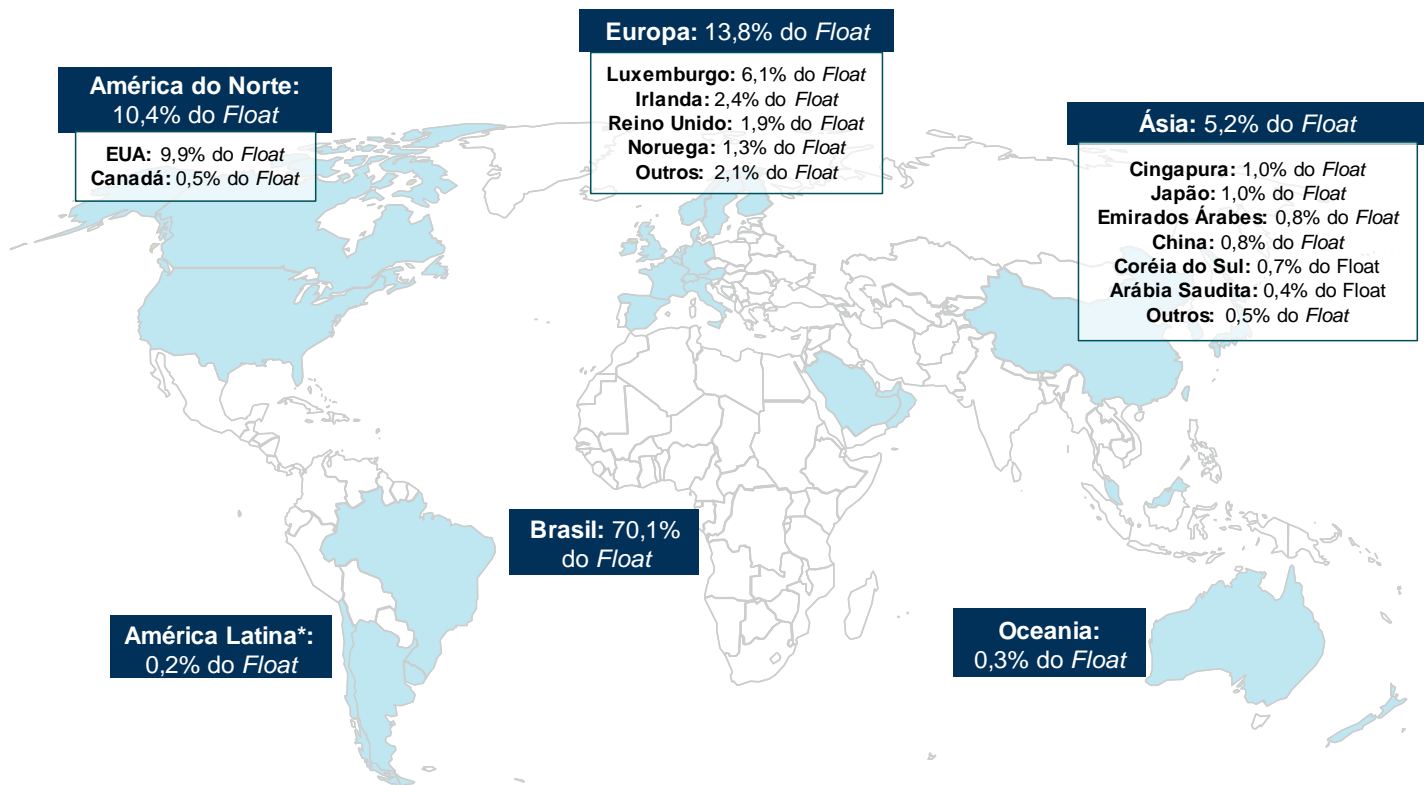 América do Norte:
10,4% do Float
EUA: 9,9% do Float
Canadá: 0,5% do Float
Europa: 13,8% do Float
Luxemburgo: 6,1% do Float
Irlanda: 2,4% do Float
Reino Unido: 1,9% do Float
Noruega: 1,3% do Float
Outros: 2,1% do Float
Ásia: 5,2% do Float
Cingapura: 1,0% do Float
Japão: 1,0% do Float
Emirados Árabes: 0,8% do Float
China: 0,8% do Float
Coréia do Sul: 0,7% do Float
Arábia Saudita: 0,4% do Float
Outros: 0,5% do Float
Brasil: 70,1%
do Float
América Latina*:
0,2% do Float
Oceania:
0,3% do Float